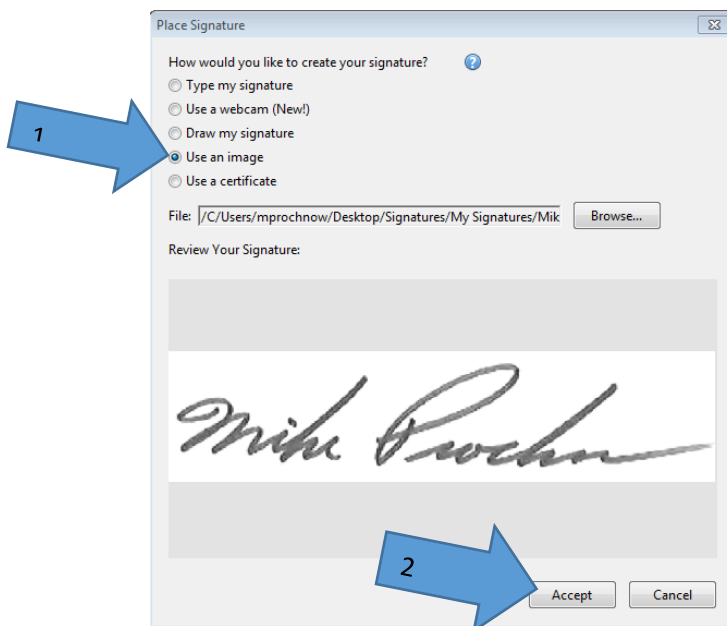 Place Signature
How would you like to create your signature?
Type my signature
Use a webcam (New!)
Draw my signature
1
Use an image
Use a certificate
File: /C/Users/mprochnow/Desktop/Signatures/My Signatures/Mik Browse...
Review Your Signature:
Mike Prochn
2
Accept Cancel